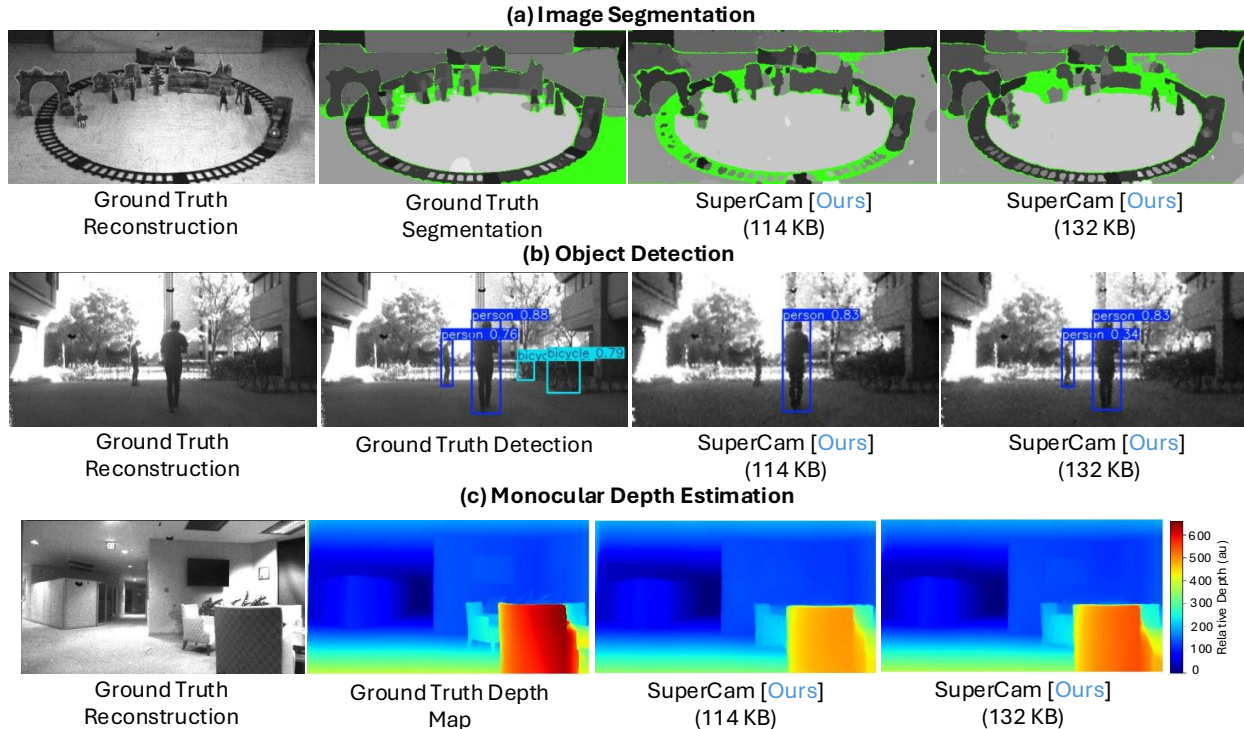 (a) Image Segmentation
Ground Truth
Reconstruction
Ground Truth
Segmentation
SuperCam [Ours]
(114 KB)
SuperCam [Ours]
(132 KB)
(b) Object Detection
person 0.88
person 0.76
bicyc
bicycle 0.79
person 0.83
person 0.83
person 0.34
Ground Truth
Reconstruction
Ground Truth Detection
SuperCam [Ours]
(114 KB)
SuperCam [Ours]
(132 KB)
(c) Monocular Depth Estimation
600
500
400
300
200
100
0
Relative Depth (au)
Ground Truth
Reconstruction
Ground Truth Depth
Map
SuperCam [Ours]
(114 KB)
SuperCam [Ours]
(132 KB)